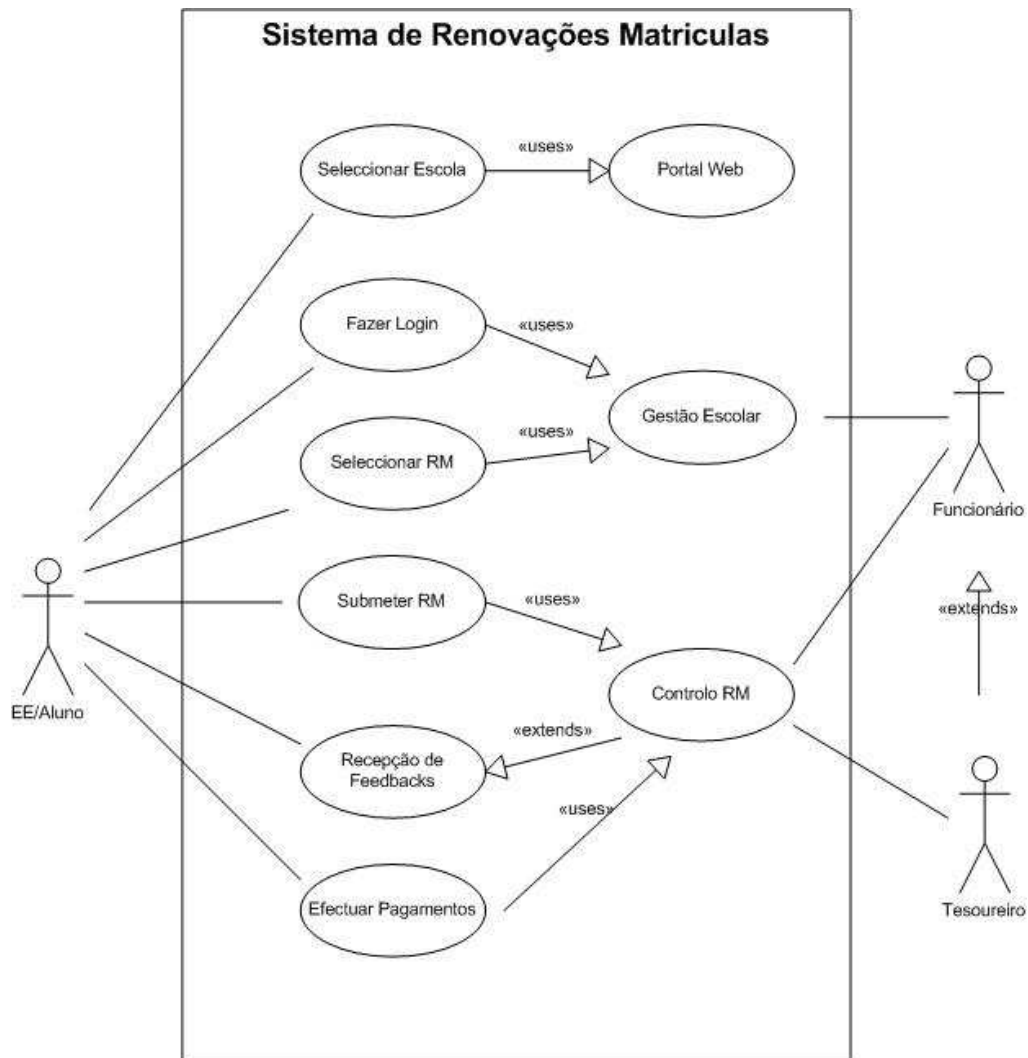 Sistema de Renovações Matriculas
Seleccionar Escola
«uses»
Portal Web
Fazer Login
«uses»
Gestão Escolar
Seleccionar RM
«uses»
Funcionário
Submeter RM
«uses»
«extends»
EE/Aluno
Controlo RM
«extends»
Recepção de
Feedbacks
«uses»
Efectuar Pagamentos
Tesoureiro